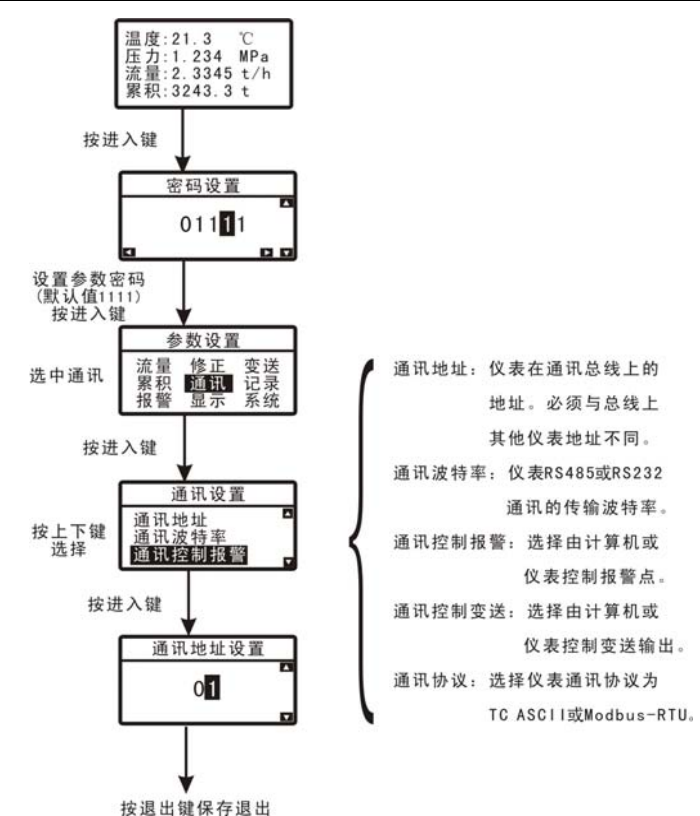 温度:21.3 ℃
压力:1.234 MPa
流量:2.3345 t/h
累积:3243.3 t
按进入键
密码设置
01111
设置参数密码
(默认值1111)
按进入键
参数设置
流量 修正 变送
累积 通讯 记录
报警 显示 系统
选中通讯
按进入键
通讯设置
通讯地址
通讯波特率
通讯控制报警
按上下键
选择
按进入键
通讯地址设置
01
按退出键保存退出
通讯地址：仪表在通讯总线上的
地址。必须与总线上
其他仪表地址不同。
通讯波特率：仪表RS485或RS232
通讯的传输波特率。
通讯控制报警：选择由计算机或
仪表控制报警点。
通讯控制变送：选择由计算机或
仪表控制变送输出。
通讯协议：选择仪表通讯协议为
TC ASCII或Modbus-RTU。